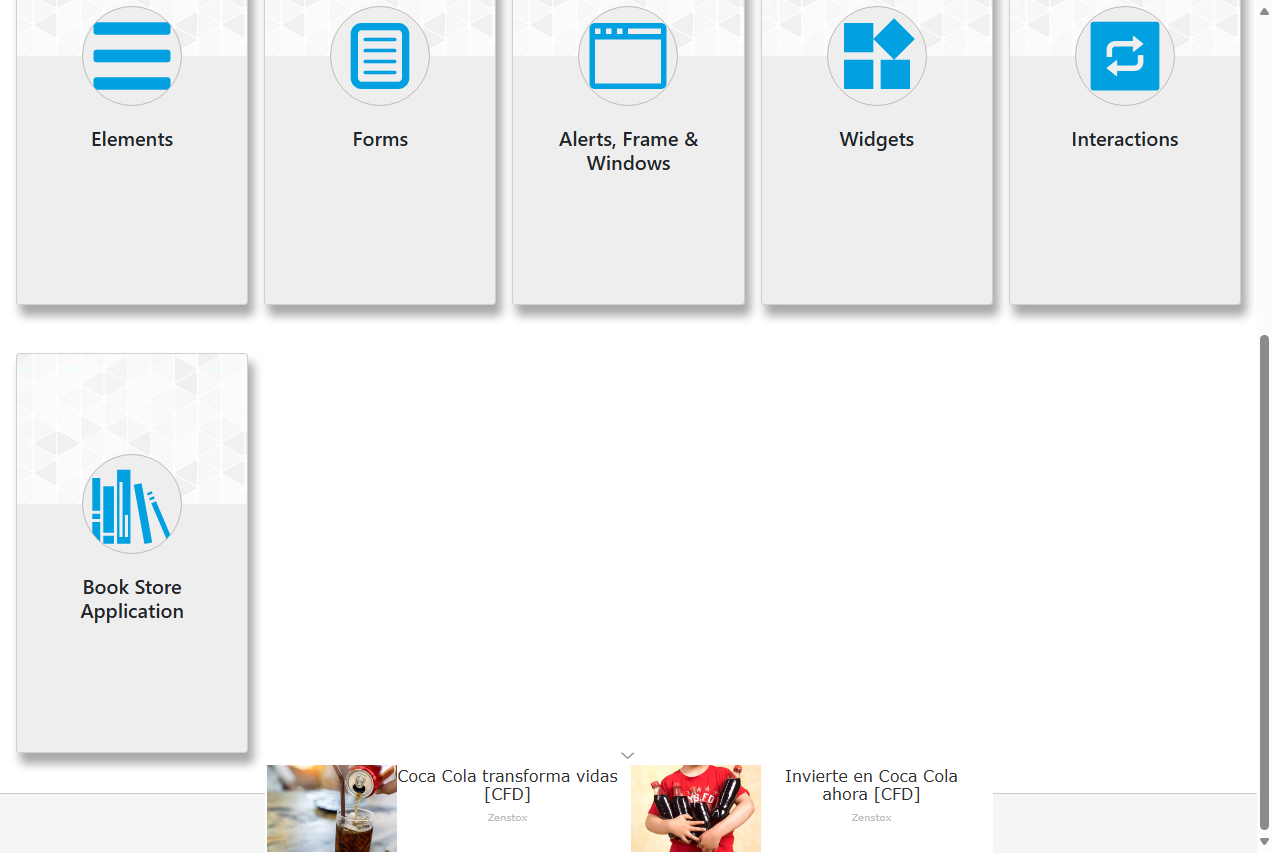 Elements
Forms
Alerts, Frame &
Windows
Widgets
Interactions
Book Store
Application
Coca Cola transforma vidas
[CFD]
Zenstox
Invierte en Coca Cola
ahora [CFD]
Zenstox